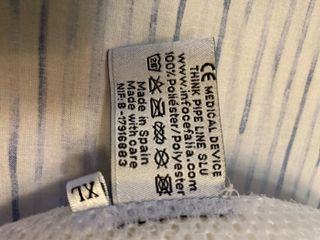 CE MEDICAL DEVICE
THINK PIPE LINE SLU
www.infocefalia.com
100% Poliéster/Polyester
Made in Spain
Made with care
NIF: B-17916883
XL